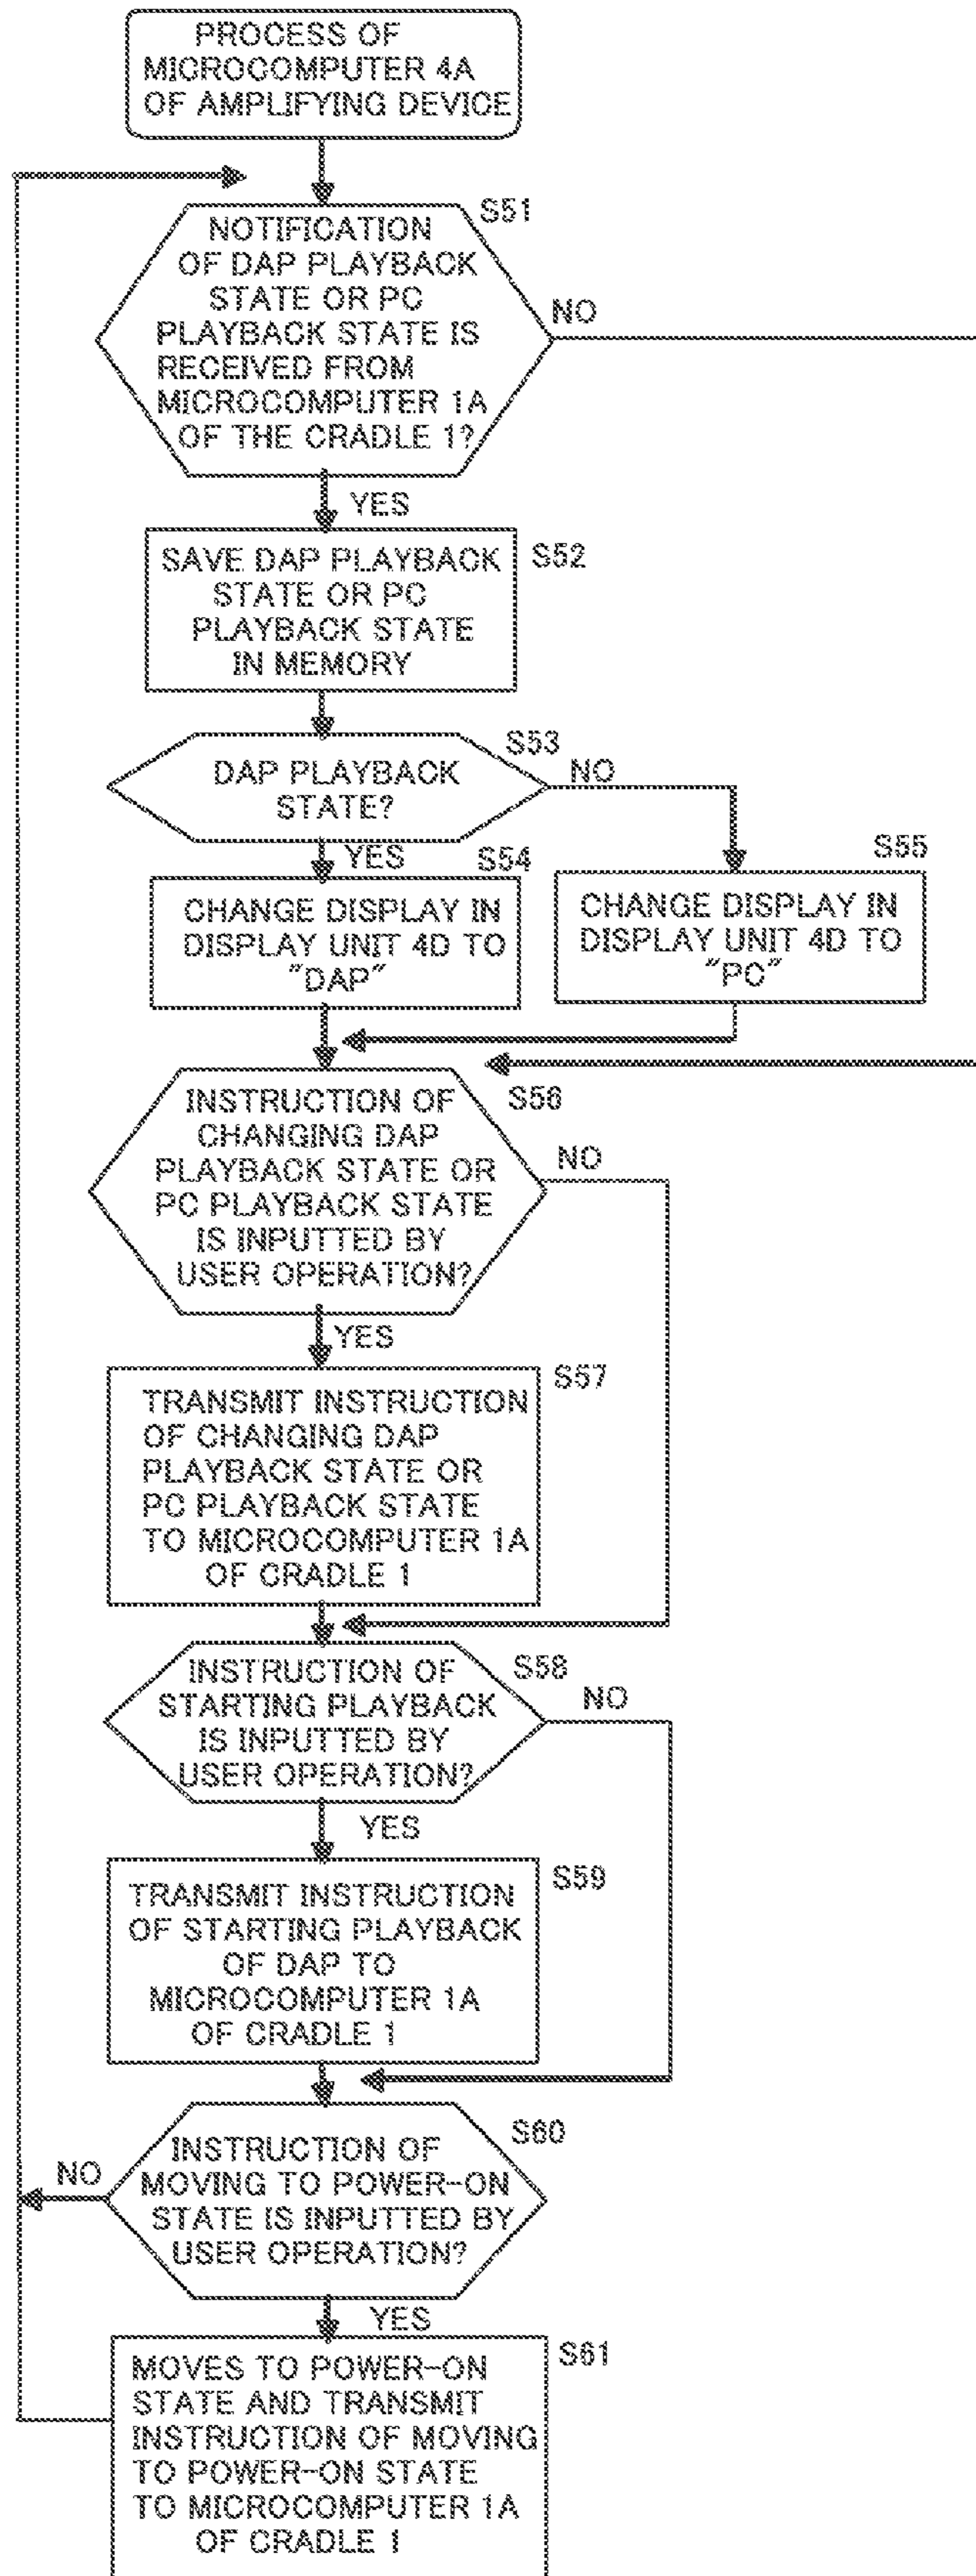 PROCESS OF
MICROCOMPUTER 4A
OF AMPLIFYING DEVICE
S51
NOTIFICATION
OF DAP PLAYBACK
STATE OR PC
PLAYBACK STATE IS
RECEIVED FROM
MICROCOMPUTER 1A
OF THE CRADLE 1?
NO
YES
S52
SAVE DAP PLAYBACK
STATE OR PC
PLAYBACK STATE
IN MEMORY
S53
DAP PLAYBACK
STATE?
NO
YES
S54
CHANGE DISPLAY IN
DISPLAY UNIT 4D TO
"DAP"
S55
CHANGE DISPLAY IN
DISPLAY UNIT 4D TO
"PC"
S56
INSTRUCTION OF
CHANGING DAP
PLAYBACK STATE OR
PC PLAYBACK STATE
IS INPUTTED BY
USER OPERATION?
NO
YES
S57
TRANSMIT INSTRUCTION
OF CHANGING DAP
PLAYBACK STATE OR
PC PLAYBACK STATE
TO MICROCOMPUTER 1A
OF CRADLE 1
S58
INSTRUCTION OF
STARTING PLAYBACK
IS INPUTTED BY
USER OPERATION?
NO
YES
S59
TRANSMIT INSTRUCTION
OF STARTING PLAYBACK
OF DAP TO
MICROCOMPUTER 1A
OF CRADLE 1
S60
INSTRUCTION OF
MOVING TO POWER-ON
STATE IS INPUTTED BY
USER OPERATION?
NO
YES
S61
MOVES TO POWER-ON
STATE AND TRANSMIT
INSTRUCTION OF MOVING
TO POWER-ON STATE
TO MICROCOMPUTER 1A
OF CRADLE 1